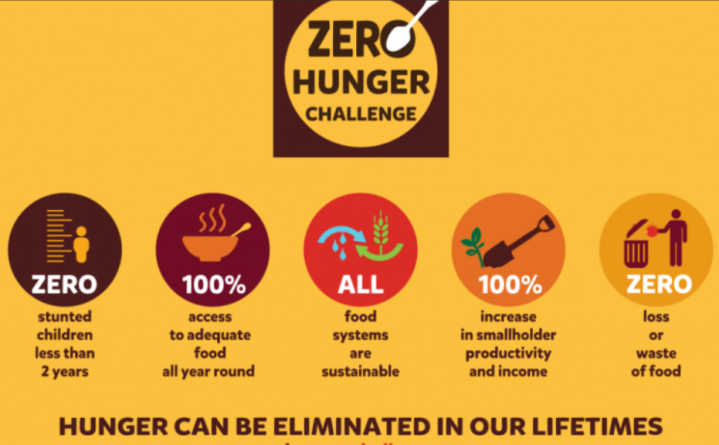 ZERO
HUNGER
CHALLENGE
ZERO
stunted
children
less than
2 years
100%
access
to adequate
food
all year round
ALL
food
systems
are
sustainable
100%
increase
in smallholder
productivity
and income
ZERO
loss
or
waste
of food
HUNGER CAN BE ELIMINATED IN OUR LIFETIMES